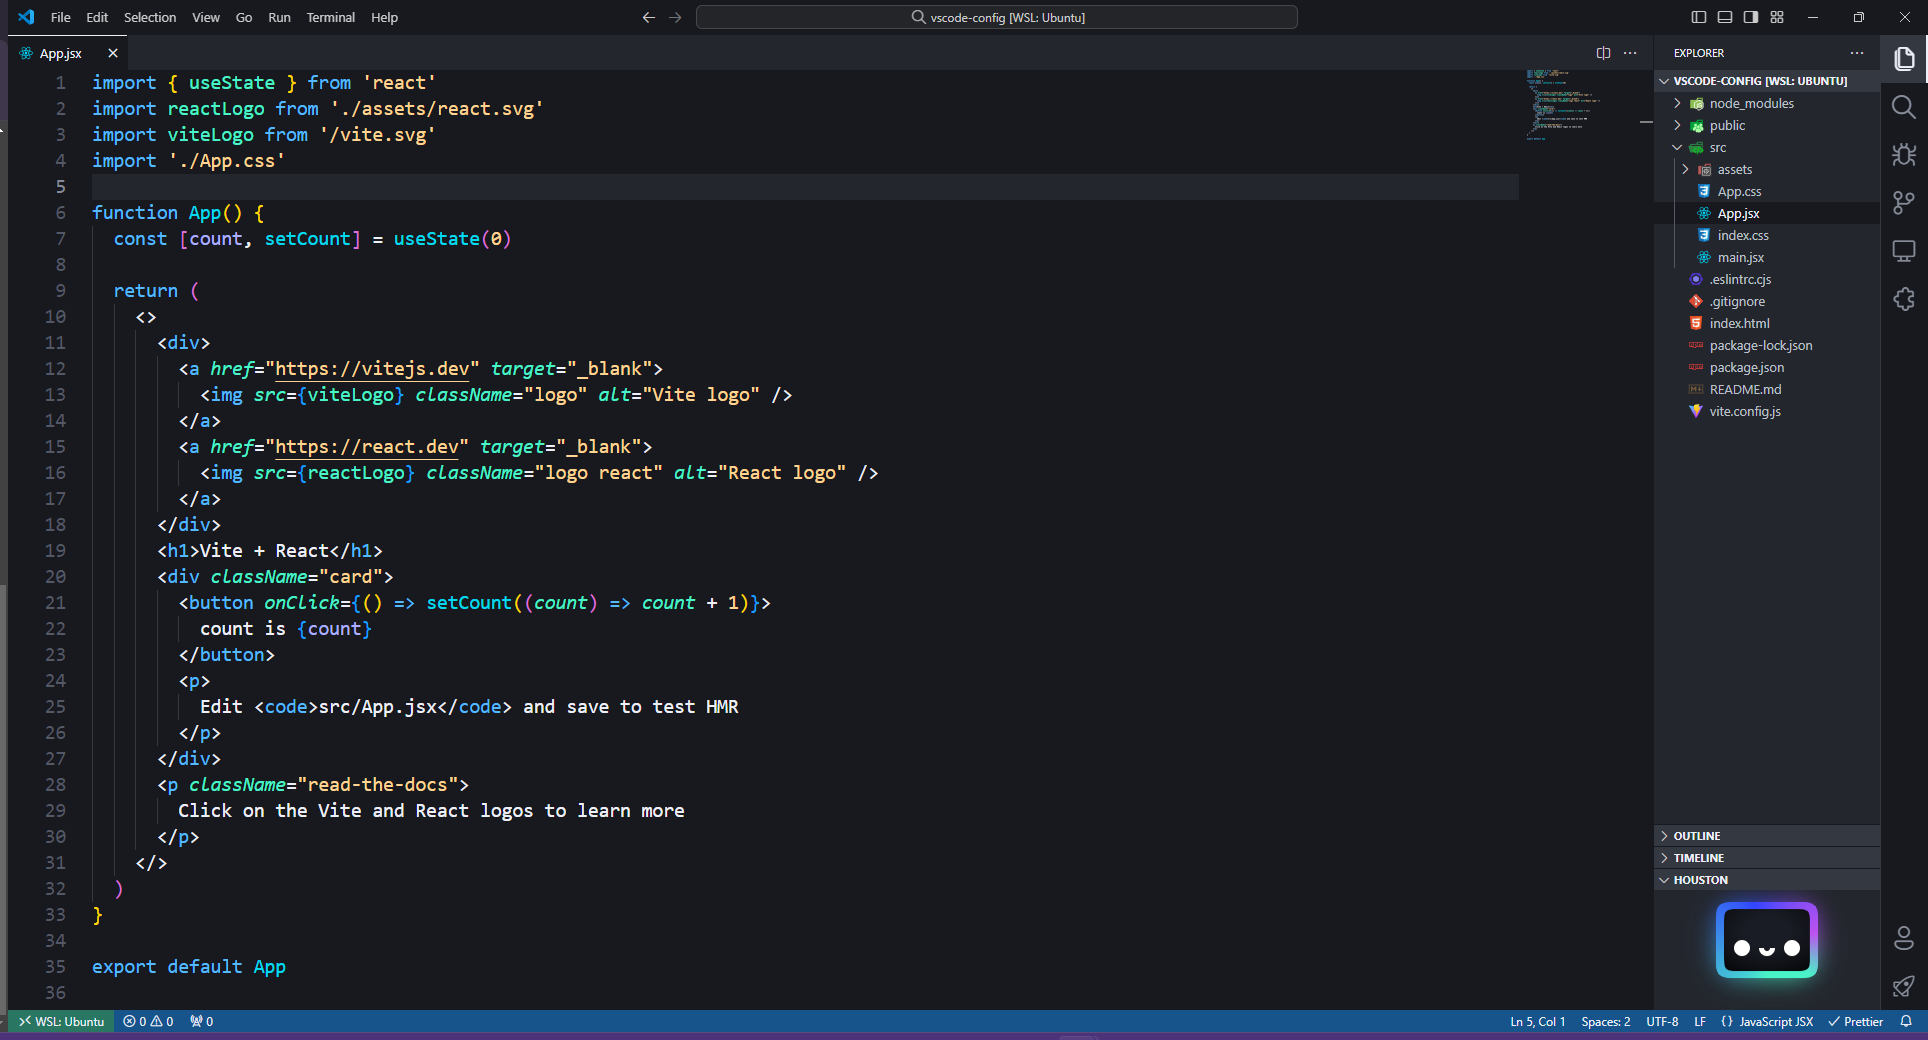 File Edit Selection View Go Run Terminal Help
vscode-config [WSL: Ubuntu]
App.jsx
1 import { useState } from 'react'
2 import reactLogo from './assets/react.svg'
3 import viteLogo from '/vite.svg'
4 import './App.css'
5
6 function App() {
7 const [count, setCount] = useState(0)
8
9 return (
10 <>
11 <div>
12 <a href="https://vitejs.dev" target="_blank">
13 <img src={viteLogo} className="logo" alt="Vite logo" />
14 </a>
15 <a href="https://react.dev" target="_blank">
16 <img src={reactLogo} className="logo react" alt="React logo" />
17 </a>
18 </div>
19 <h1>Vite + React</h1>
20 <div className="card">
21 <button onClick={() => setCount((count) => count + 1)}>
22 count is {count}
23 </button>
24 <p>
25 Edit <code>src/App.jsx</code> and save to test HMR
26 </p>
27 </div>
28 <p className="read-the-docs">
29 Click on the Vite and React logos to learn more
30 </p>
31 </>
32 )
33 }
34
35 export default App
36
EXPLORER
VSCODE-CONFIG [WSL: UBUNTU]
node_modules
public
src
assets
App.css
App.jsx
index.css
main.jsx
.eslintrc.cjs
.gitignore
index.html
package-lock.json
package.json
README.md
vite.config.js
OUTLINE
TIMELINE
HOUSTON
WSL: Ubuntu 0 0 0
Ln 5, Col 1 Spaces: 2 UTF-8 LF {} JavaScript JSX Prettier